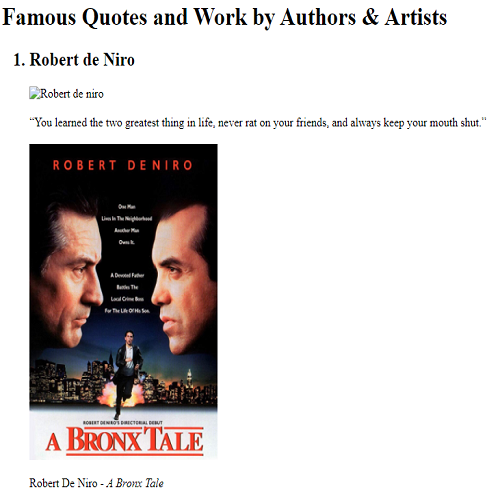 Famous Quotes and Work by Authors & Artists
1. Robert de Niro
Robert de niro
“You learned the two greatest thing in life, never rat on your friends, and always keep your mouth shut.”
ROBERT DENIRO
One Man
Lives In The Neighborhood
Another Man
Owns It.
A Devoted Father
Battles The
Local Crime Boss
For The Life Of His Son.
ROBERT DENIRO'S DIRECTORIAL DEBUT
A BRONX TALE
Robert De Niro - A Bronx Tale